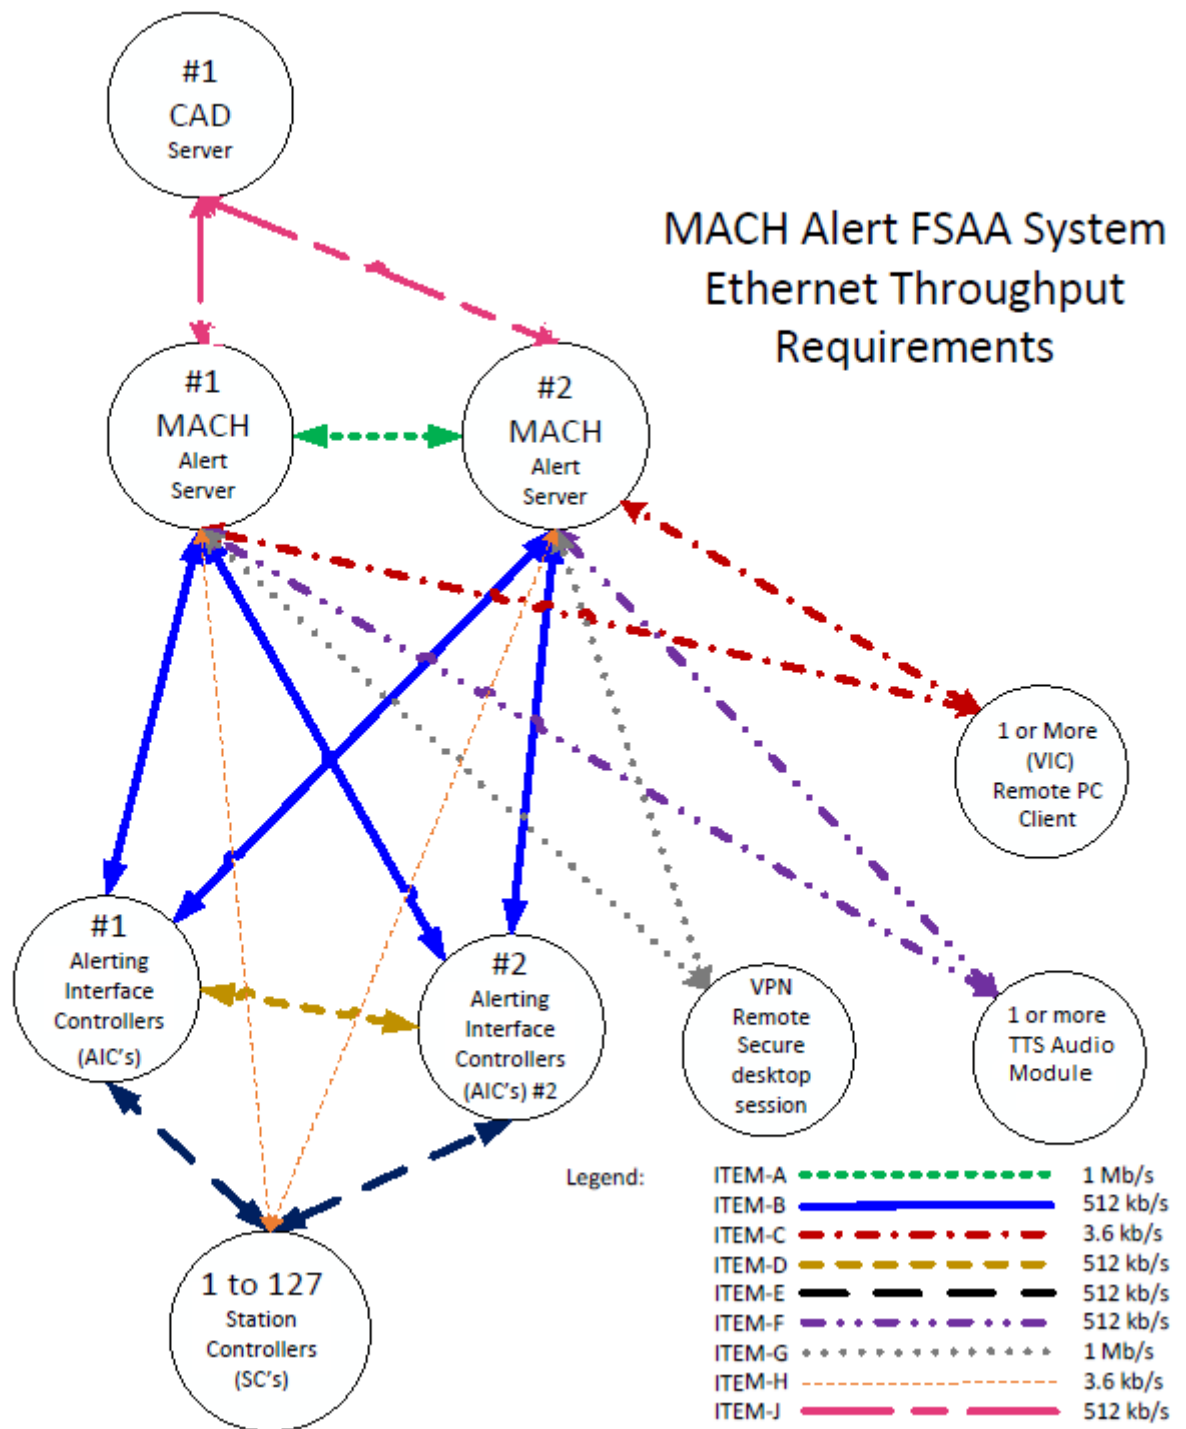 #1
CAD
Server
MACH Alert FSAA System
Ethernet Throughput
Requirements
#1
MACH
Alert
Server
#2
MACH
Alert
Server
1 or More
(VIC)
Remote PC
Client
#1
Alerting
Interface
Controllers
(AIC's)
#2
Alerting
Interface
Controllers
(AIC's) #2
VPN
Remote
Secure
desktop
session
1 or more
TTS Audio
Module
1 to 127
Station
Controllers
(SC's)
Legend:
ITEM-A 1 Mb/s
ITEM-B 512 kb/s
ITEM-C 3.6 kb/s
ITEM-D 512 kb/s
ITEM-E 512 kb/s
ITEM-F 512 kb/s
ITEM-G 1 Mb/s
ITEM-H 3.6 kb/s
ITEM-J 512 kb/s